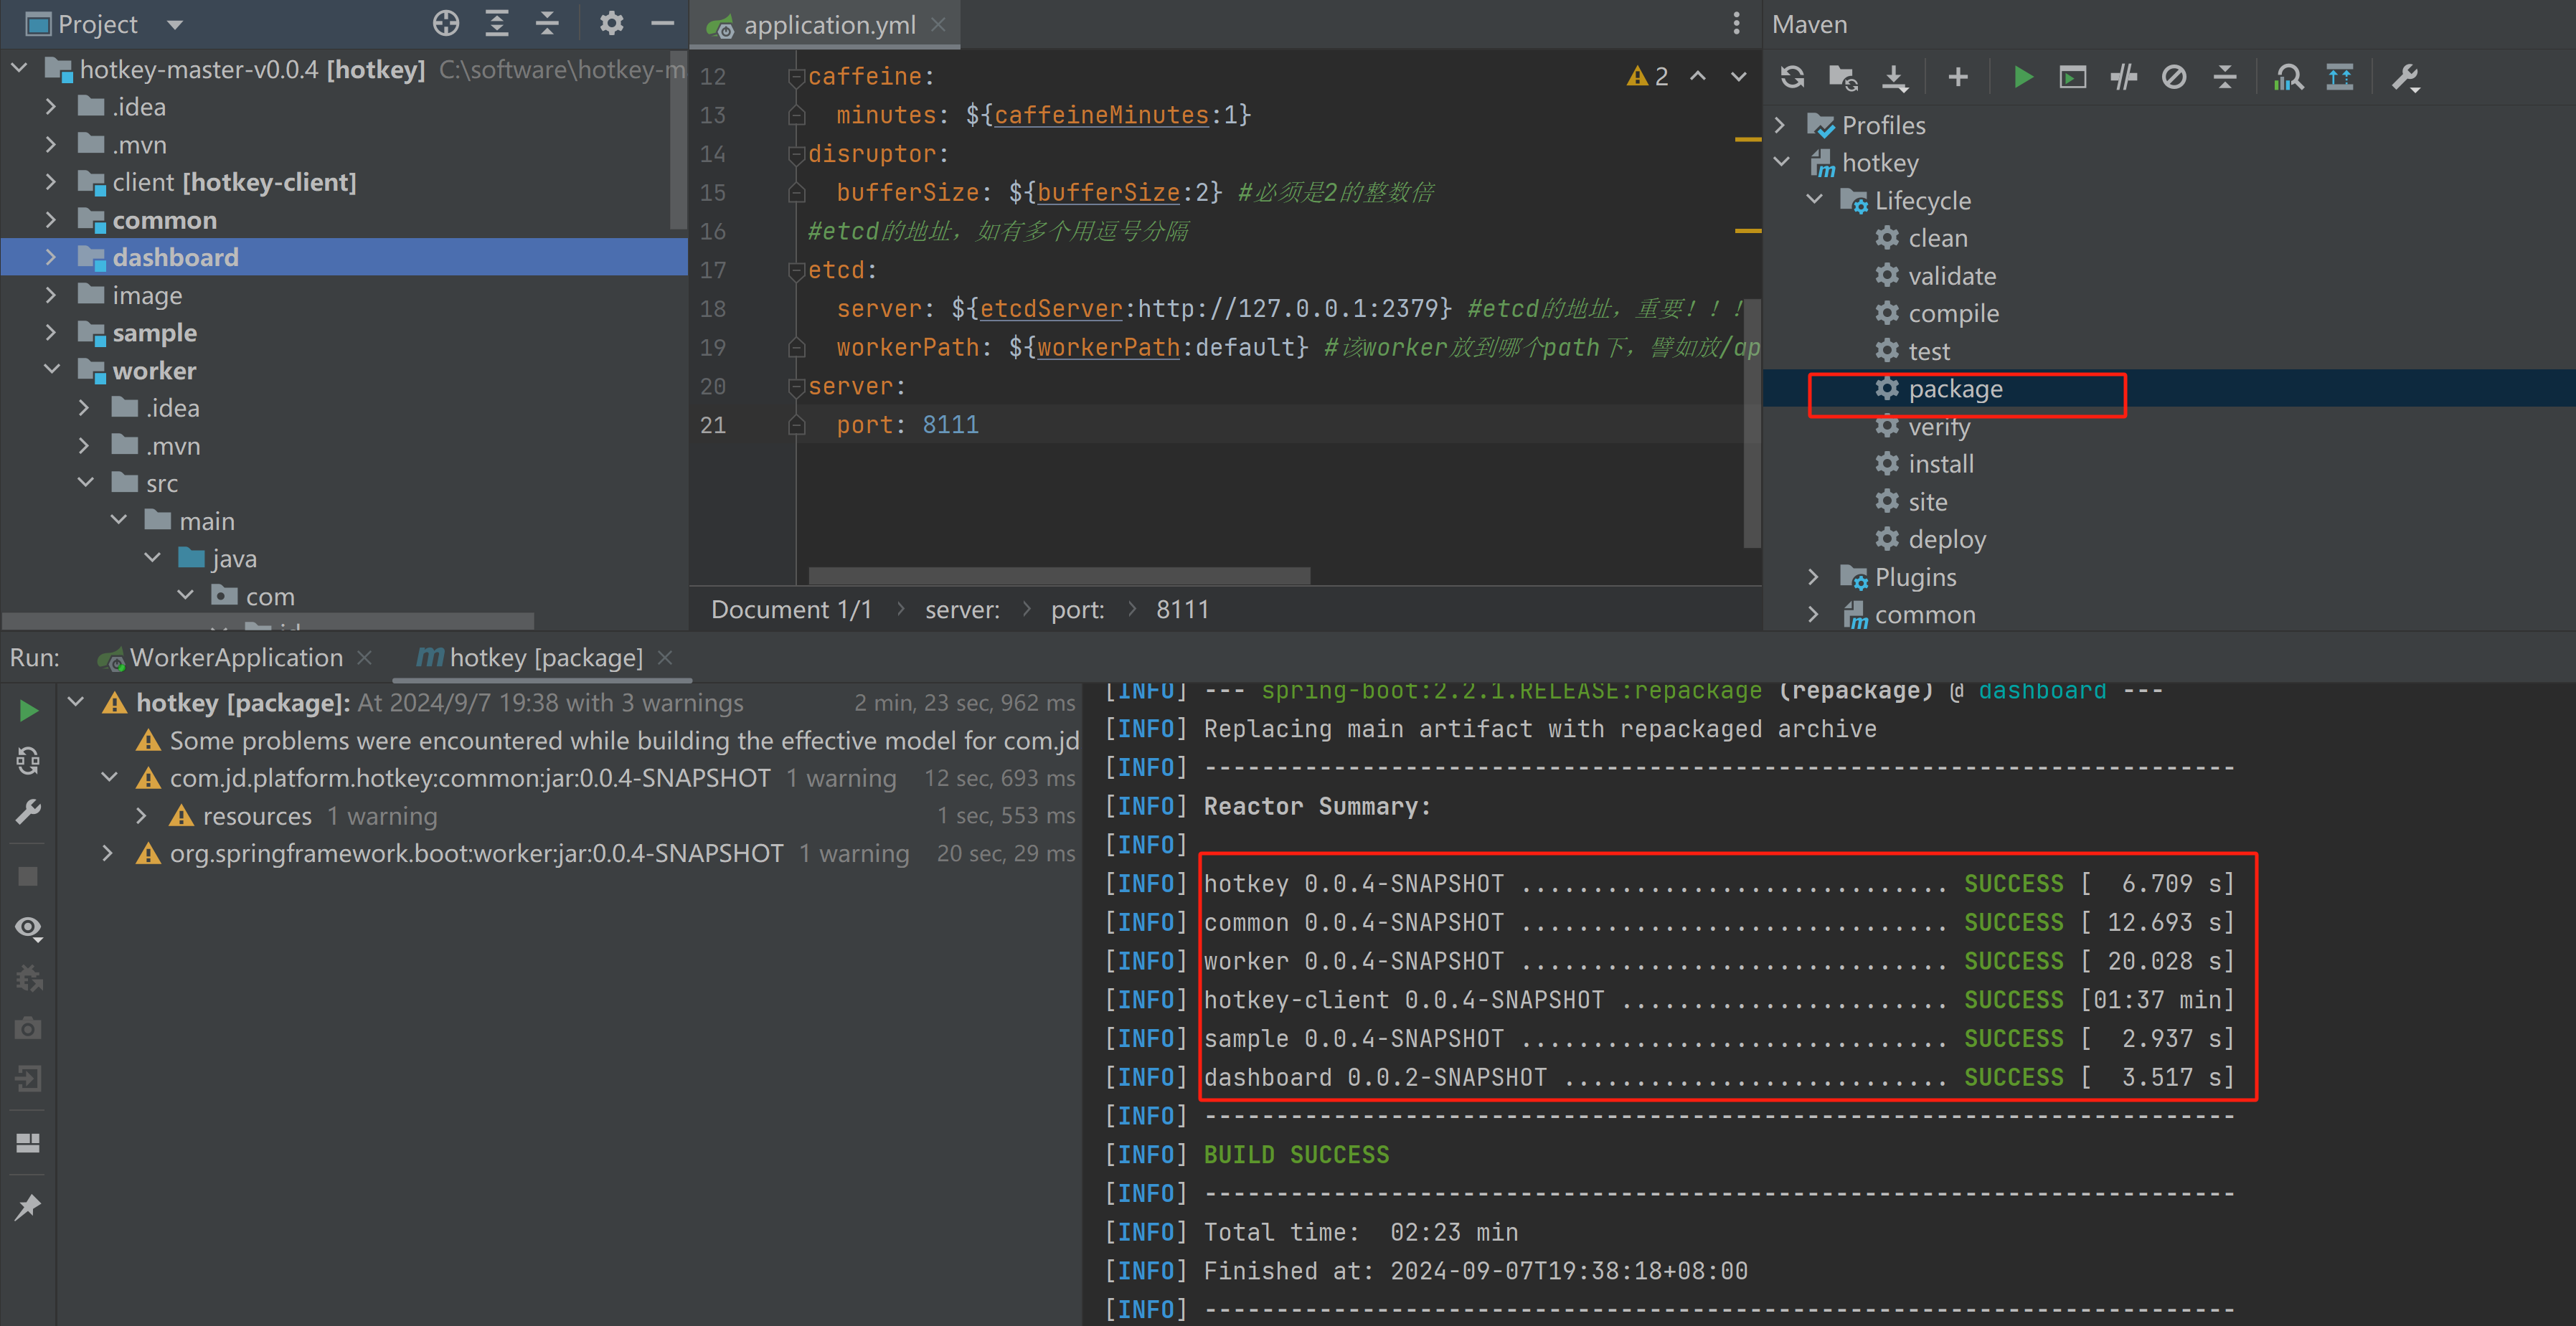 Project
hotkey-master-v0.0.4 [hotkey] C:\software\hotkey-m
.idea
.mvn
client [hotkey-client]
common
dashboard
image
sample
worker
.idea
.mvn
src
main
java
com
application.yml
2
12 caffeine:
13 minutes: ${caffeineMinutes:1}
14 disruptor:
15 bufferSize: ${bufferSize:2} #必须是2的整数倍
16 #etcd的地址，如有多个用逗号分隔
17 etcd:
18 server: ${etcdServer:http://127.0.0.1:2379} #etcd的地址，重要！！！
19 workerPath: ${workerPath:default} #该worker放到哪个path下，譬如放/ap
20 server:
21 port: 8111
Document 1/1 server: port: 8111
Maven
Profiles
hotkey
Lifecycle
clean
validate
compile
test
package
verify
install
site
deploy
Plugins
common
Run: WorkerApplication hotkey [package]
hotkey [package]: At 2024/9/7 19:38 with 3 warnings 2 min, 23 sec, 962 ms
Some problems were encountered while building the effective model for com.jd
com.jd.platform.hotkey:common:jar:0.0.4-SNAPSHOT 1 warning 12 sec, 693 ms
resources 1 warning 1 sec, 553 ms
org.springframework.boot:worker:jar:0.0.4-SNAPSHOT 1 warning 20 sec, 29 ms
[INFO] --- spring-boot:2.2.1.RELEASE:repackage (repackage) @ dashboard ---
[INFO] Replacing main artifact with repackaged archive
[INFO] ------------------------------------------------------------------------
[INFO] Reactor Summary:
[INFO]
[INFO] hotkey 0.0.4-SNAPSHOT .............................. SUCCESS [  6.709 s]
[INFO] common 0.0.4-SNAPSHOT .............................. SUCCESS [ 12.693 s]
[INFO] worker 0.0.4-SNAPSHOT .............................. SUCCESS [ 20.028 s]
[INFO] hotkey-client 0.0.4-SNAPSHOT ....................... SUCCESS [01:37 min]
[INFO] sample 0.0.4-SNAPSHOT .............................. SUCCESS [  2.937 s]
[INFO] dashboard 0.0.2-SNAPSHOT ........................... SUCCESS [  3.517 s]
[INFO] ------------------------------------------------------------------------
[INFO] BUILD SUCCESS
[INFO] ------------------------------------------------------------------------
[INFO] Total time:  02:23 min
[INFO] Finished at: 2024-09-07T19:38:18+08:00
[INFO] ------------------------------------------------------------------------